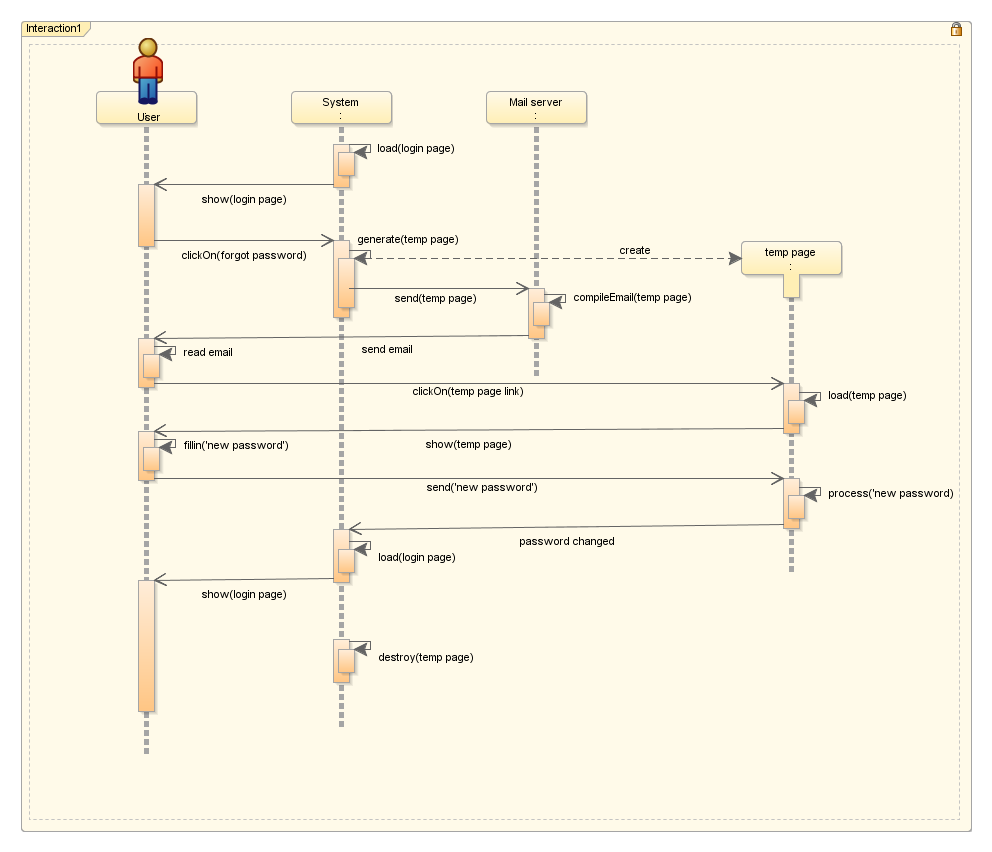 Interaction1
User
System
:
Mail server
:
load(login page)
show(login page)
generate(temp page)
clickOn(forgot password)
create
temp page
:
send(temp page)
compileEmail(temp page)
send email
read email
clickOn(temp page link)
load(temp page)
show(temp page)
fillin('new password')
send('new password')
process('new password)
password changed
load(login page)
show(login page)
destroy(temp page)